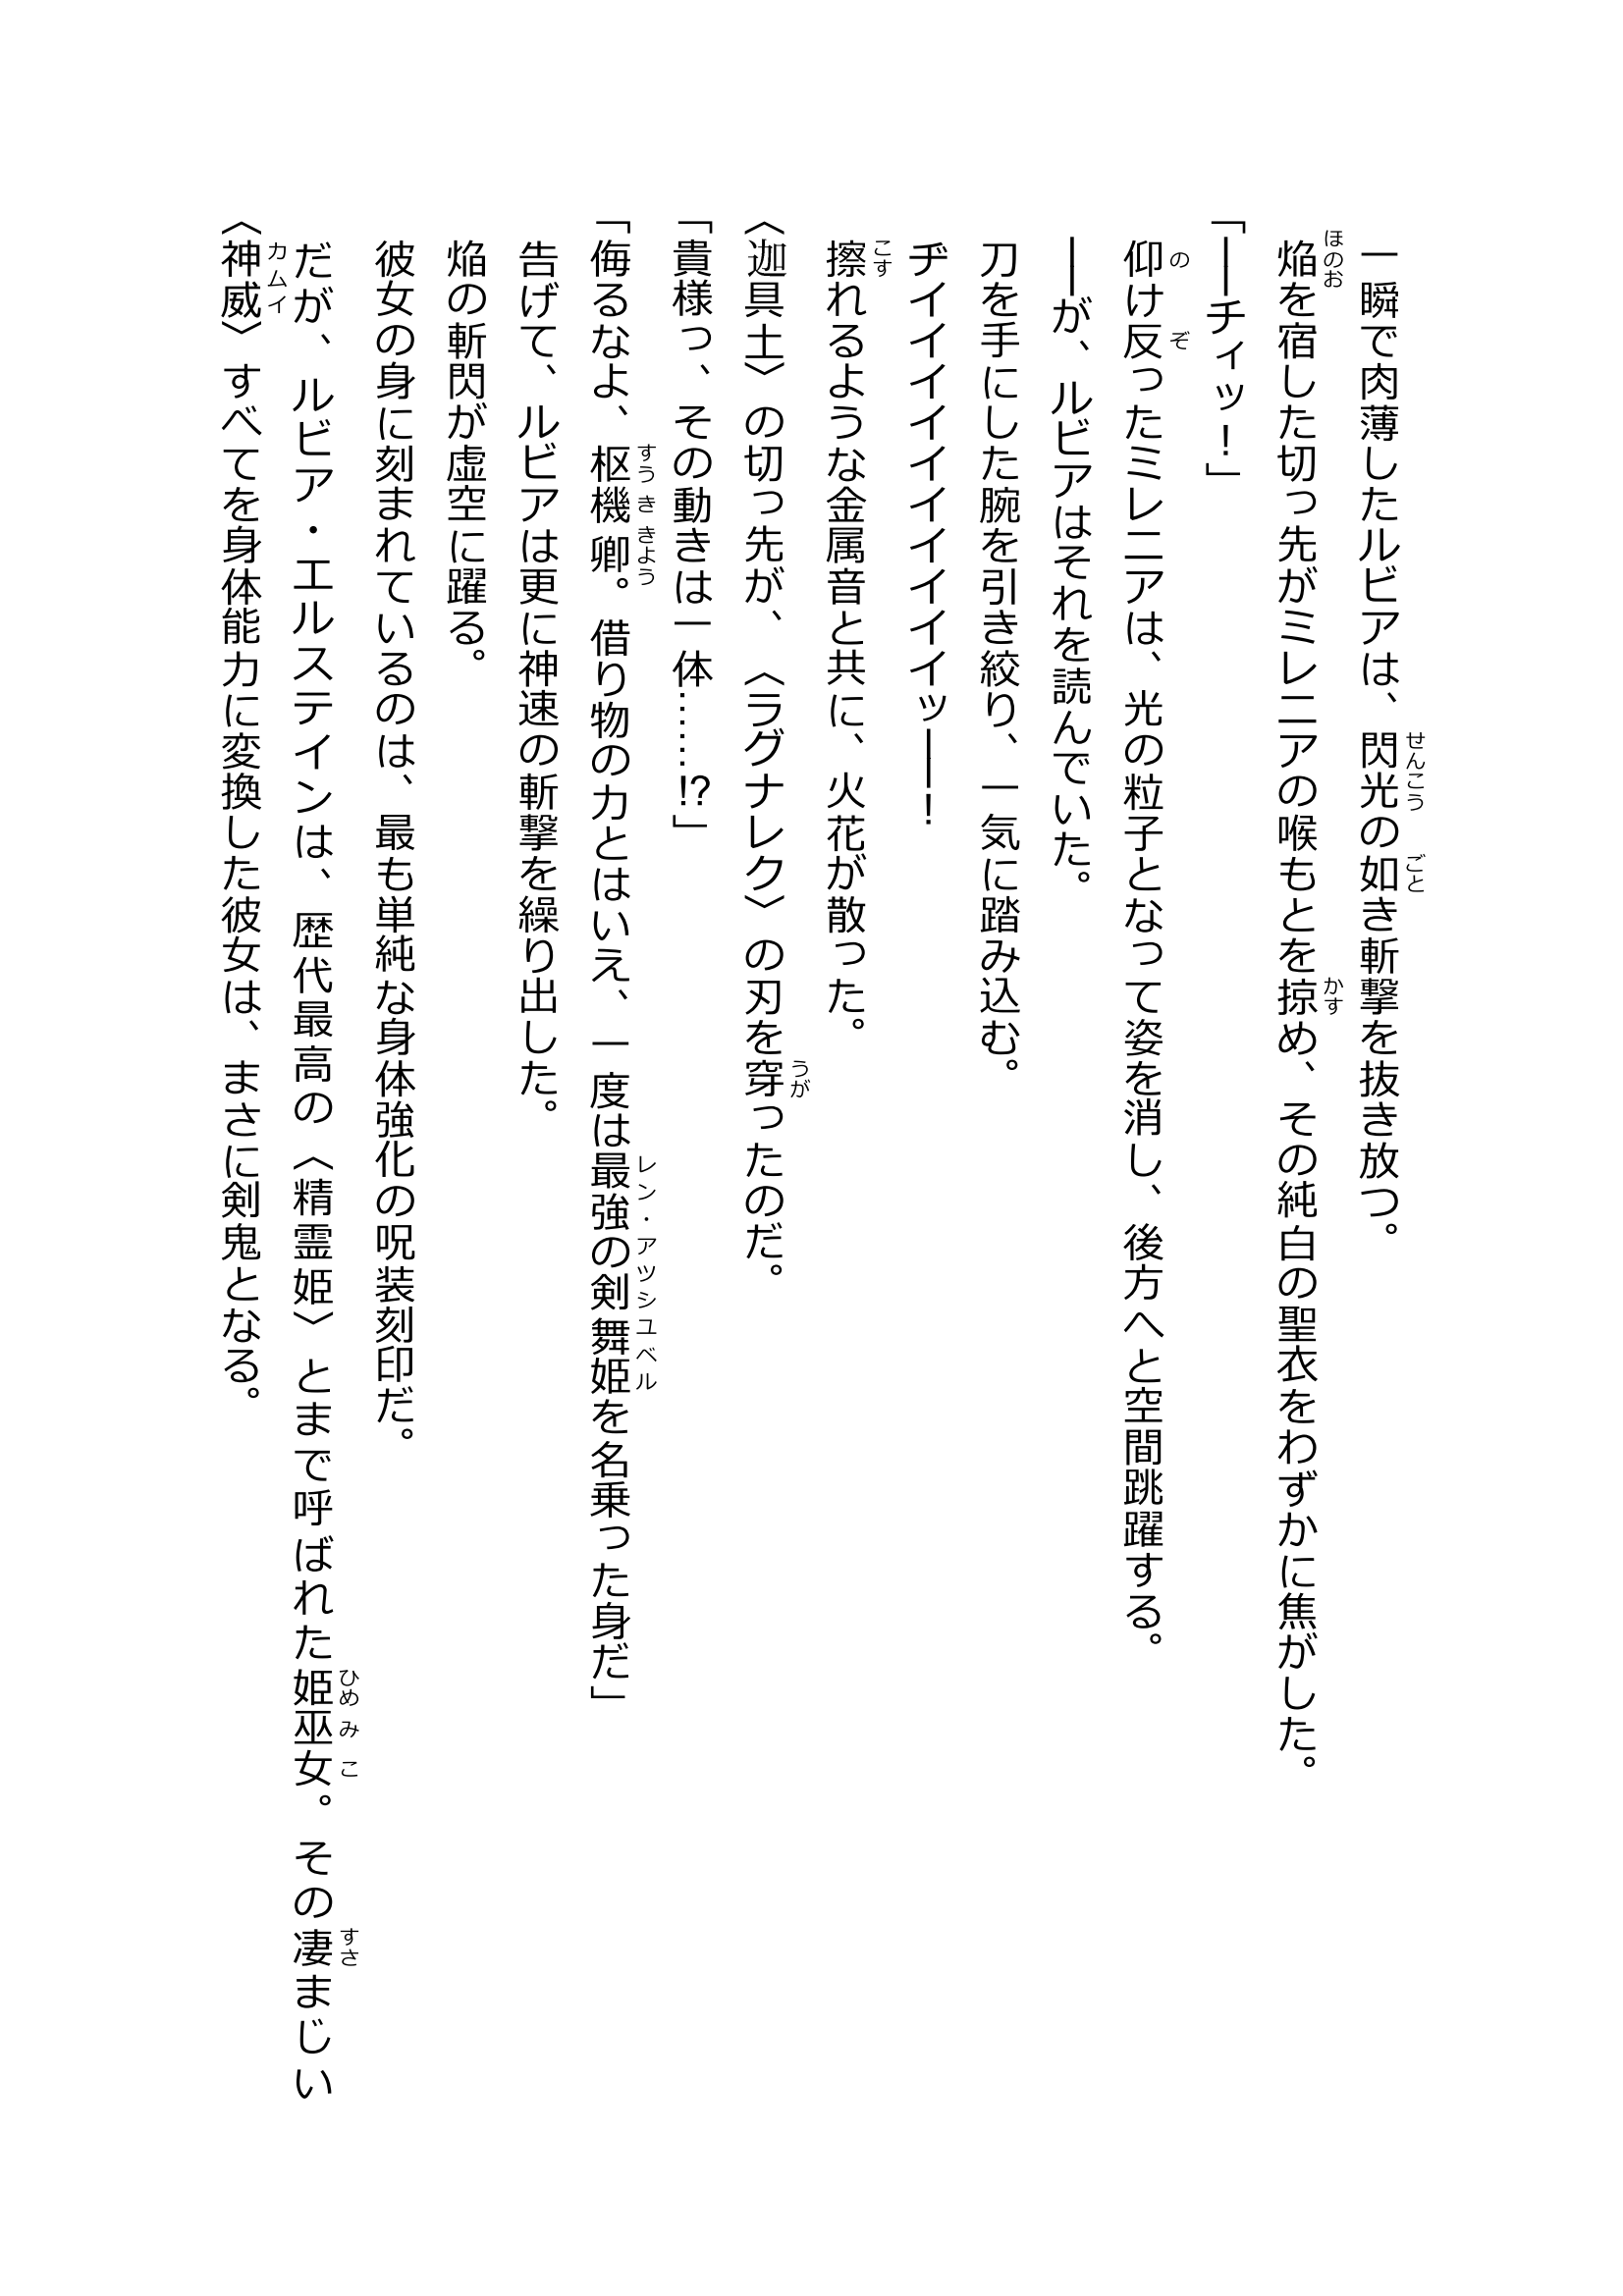 一瞬で肉薄したルビアは、閃光の如き斬撃を抜き放つ。
焔を宿した切っ先がミレニアの喉もとを掠め、その純白の聖衣をわずかに焦がした。
「――チィッ！」
仰け反ったミレニアは、光の粒子となって姿を消し、後方へと空間跳躍する。
――が、ルビアはそれを読んでいた。
刀を手にした腕を引き絞り、一気に踏み込む。
ヂイイイイイイイイイイッ――！
擦れるような金属音と共に、火花が散った。
〈迦具土〉の切っ先が、〈ラグナレク〉の刃を穿ったのだ。
「貴様っ、その動きは一体……⁉」
「侮るなよ、枢機卿。借り物の力とはいえ、一度は最強の剣舞姫を名乗った身だ」
告げて、ルビアは更に神速の斬撃を繰り出した。
焔の斬閃が虚空に躍る。
彼女の身に刻まれているのは、最も単純な身体強化の呪装刻印だ。
だが、ルビア・エルステインは、歴代最高の〈精霊姫〉とまで呼ばれた姫巫女。その凄まじい
〈神威〉すべてを身体能力に変換した彼女は、まさに剣鬼となる。